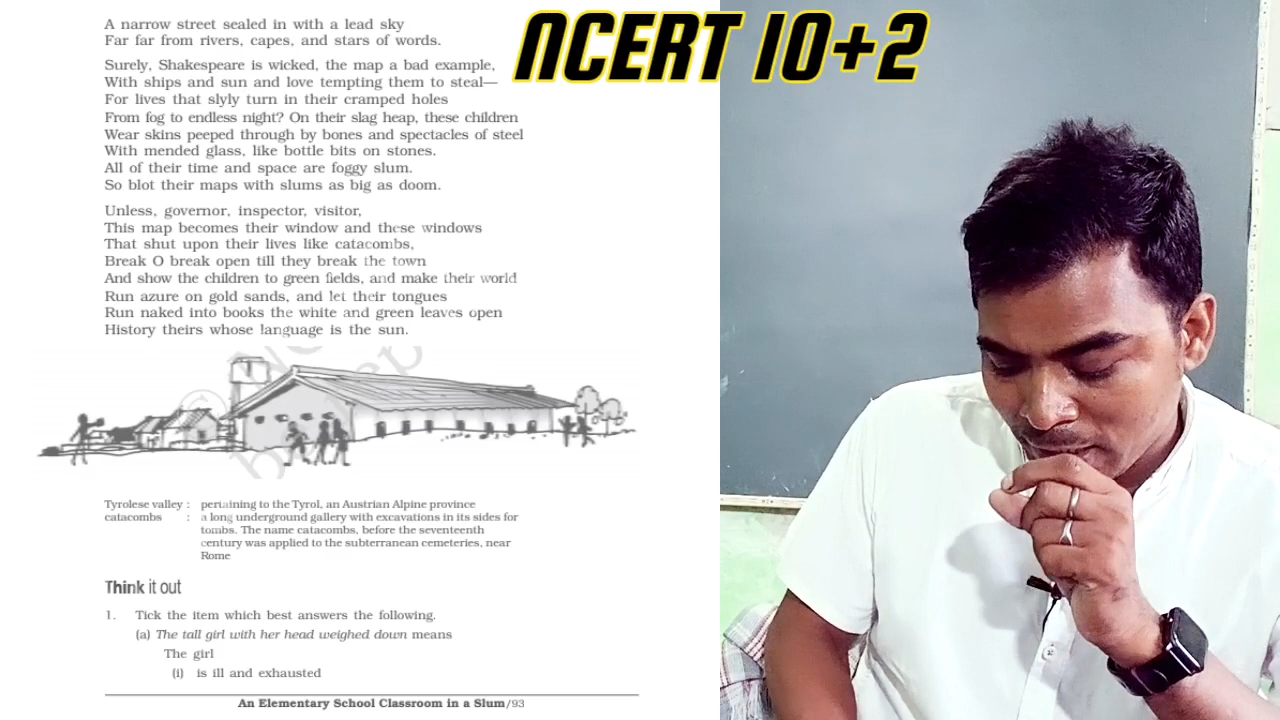 NCERT 10+2
A narrow street sealed in with a lead sky
Far far from rivers, capes, and stars of words.
Surely, Shakespeare is wicked, the map a bad example,
With ships and sun and love tempting them to steal—
For lives that slyly turn in their cramped holes
From fog to endless night? On their slag heap, these children
Wear skins peeped through by bones and spectacles of steel
With mended glass, like bottle bits on stones.
All of their time and space are foggy slum.
So blot their maps with slums as big as doom.
Unless, governor, inspector, visitor,
This map becomes their window and these windows
That shut upon their lives like catacombs,
Break O break open till they break the town
And show the children to green fields, and make their world
Run azure on gold sands, and let their tongues
Run naked into books the white and green leaves open
History theirs whose language is the sun.
Tyrolese valley : pertaining to the Tyrol, an Austrian Alpine province
catacombs : a long underground gallery with excavations in its sides for
tombs. The name catacombs, before the seventeenth
century was applied to the subterranean cemeteries, near
Rome
Think it out
1. Tick the item which best answers the following.
(a) The tall girl with her head weighed down means
The girl
(i) is ill and exhausted
An Elementary School Classroom in a Slum/93